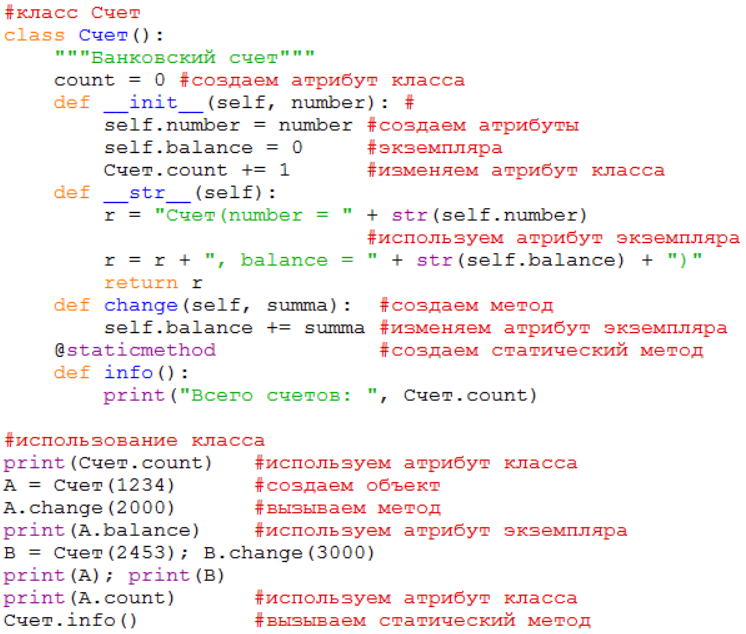 #класс Счет
class Счет():
    """Банковский счет"""
    count = 0 #создаем атрибут класса
    def __init__(self, number): #
        self.number = number #создаем атрибуты
        self.balance = 0     #экземпляра
        Счет.count += 1      #изменяем атрибут класса
    def __str__(self):
        r = "Счет(number = " + str(self.number)
                             #используем атрибут экземпляра
        r = r + ", balance = " + str(self.balance) + ")"
        return r
    def change(self, summa):  #создаем метод
        self.balance += summa #изменяем атрибут экземпляра
    @staticmethod             #создаем статический метод
    def info():
        print("Всего счетов: ", Счет.count)

#использование класса
print(Счет.count)   #используем атрибут класса
A = Счет(1234)      #создаем объект
A.change(2000)      #вызываем метод
print(A.balance)    #используем атрибут экземпляра
B = Счет(2453); B.change(3000)
print(A); print(B)
print(A.count)      #используем атрибут класса
Счет.info()         #вызываем статический метод